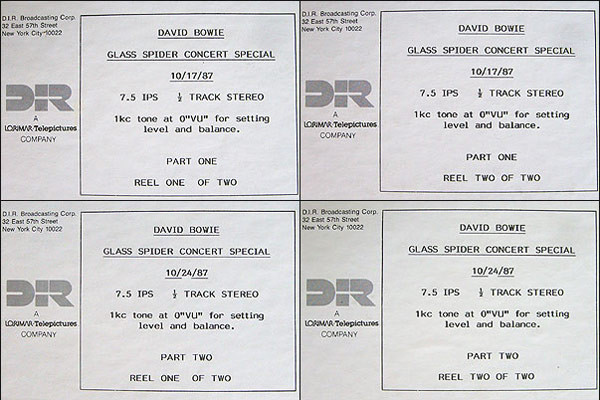 D.I.R. Broadcasting Corp.
32 East 57th Street
New York City 10022
DIR
A
LORIMAR-Telepictures
COMPANY
DAVID BOWIE
GLASS SPIDER CONCERT SPECIAL
10/17/87
7.5 IPS ½ TRACK STEREO
1kc tone at 0"VU" for setting
level and balance.
PART ONE
REEL ONE OF TWO
D.I.R. Broadcasting Corp.
32 East 57th Street
New York City 10022
DIR
A
LORIMAR-Telepictures
COMPANY
DAVID BOWIE
GLASS SPIDER CONCERT SPECIAL
10/17/87
7.5 IPS ½ TRACK STEREO
1kc tone at 0"VU" for setting
level and balance.
PART ONE
REEL TWO OF TWO
D.I.R. Broadcasting Corp.
32 East 57th Street
New York City 10022
DIR
A
LORIMAR-Telepictures
COMPANY
DAVID BOWIE
GLASS SPIDER CONCERT SPECIAL
10/24/87
7.5 IPS ½ TRACK STEREO
1kc tone at 0"VU" for setting
level and balance.
PART TWO
REEL ONE OF TWO
D.I.R. Broadcasting Corp.
32 East 57th Street
New York City 10022
DIR
A
LORIMAR-Telepictures
COMPANY
DAVID BOWIE
GLASS SPIDER CONCERT SPECIAL
10/24/87
7.5 IPS ½ TRACK STEREO
1kc tone at 0"VU" for setting
level and balance.
PART TWO
REEL TWO OF TWO